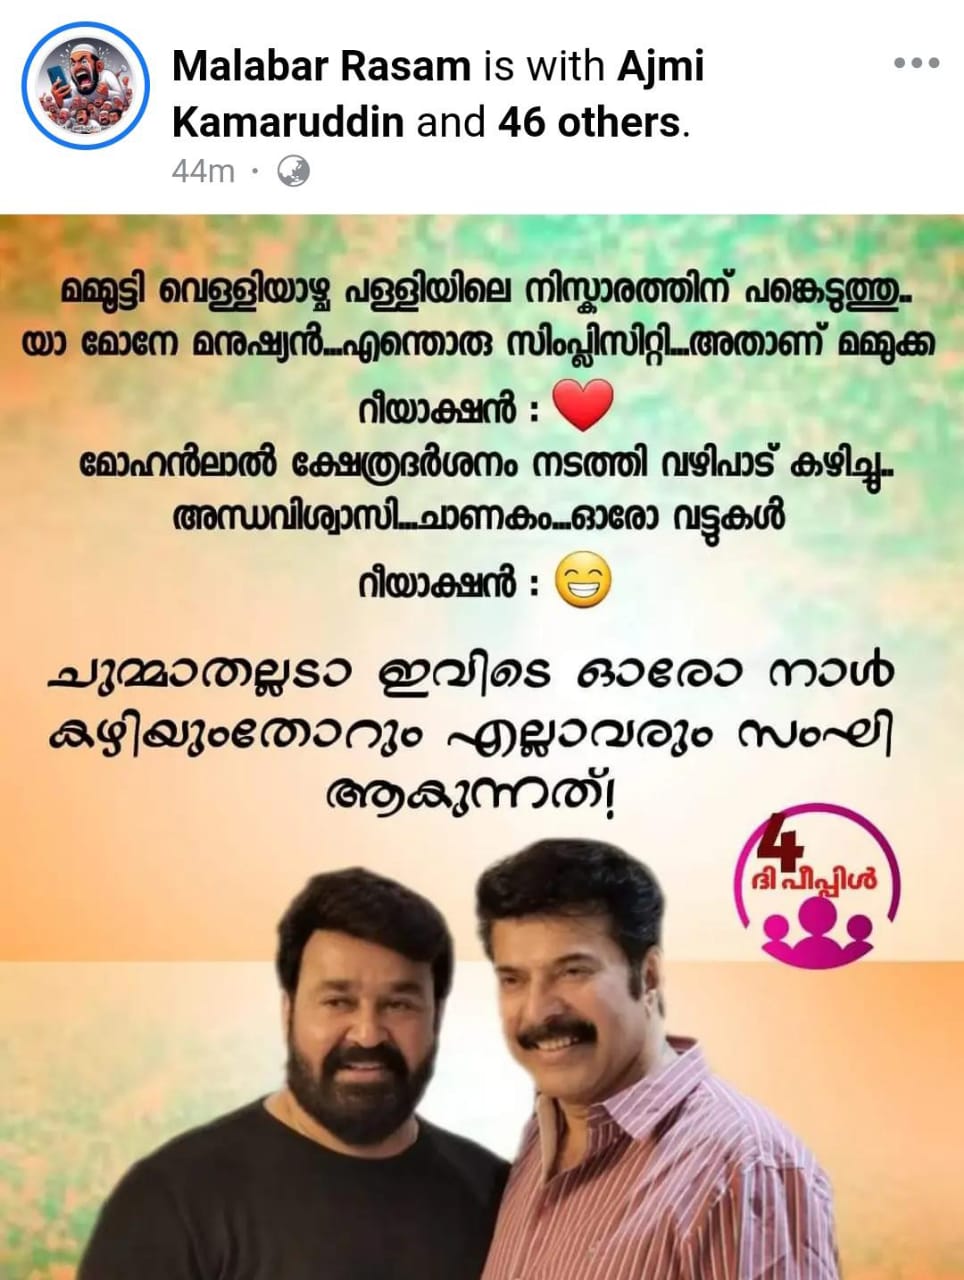 Malabar Rasam is with Ajmi
Kamaruddin and 46 others.
44m ·
മമ്മൂട്ടി വെള്ളിയാഴ്ച പള്ളിയിലെ നിസ്കാരത്തിന് പങ്കെടുത്തു..
യാ മോനേ മനുഷ്യൻ...എന്തൊരു സിംപ്ലിസിറ്റി...അതാണ് മമ്മുക്ക
റീയാക്ഷൻ : ❤️
മോഹൻലാൽ ക്ഷേത്രദർശനം നടത്തി വഴിപാട് കഴിച്ചു..
അന്ധവിശ്വാസി...ചാണകം...ഓരോ വട്ടുകൾ
റീയാക്ഷൻ : 😁
ചുമ്മാതല്ലടാ ഇവിടെ ഓരോ നാൾ
കഴിയുംതോറും എല്ലാവരും സംഘി
ആകുന്നത്!
4
ദി പീപ്പിൾ